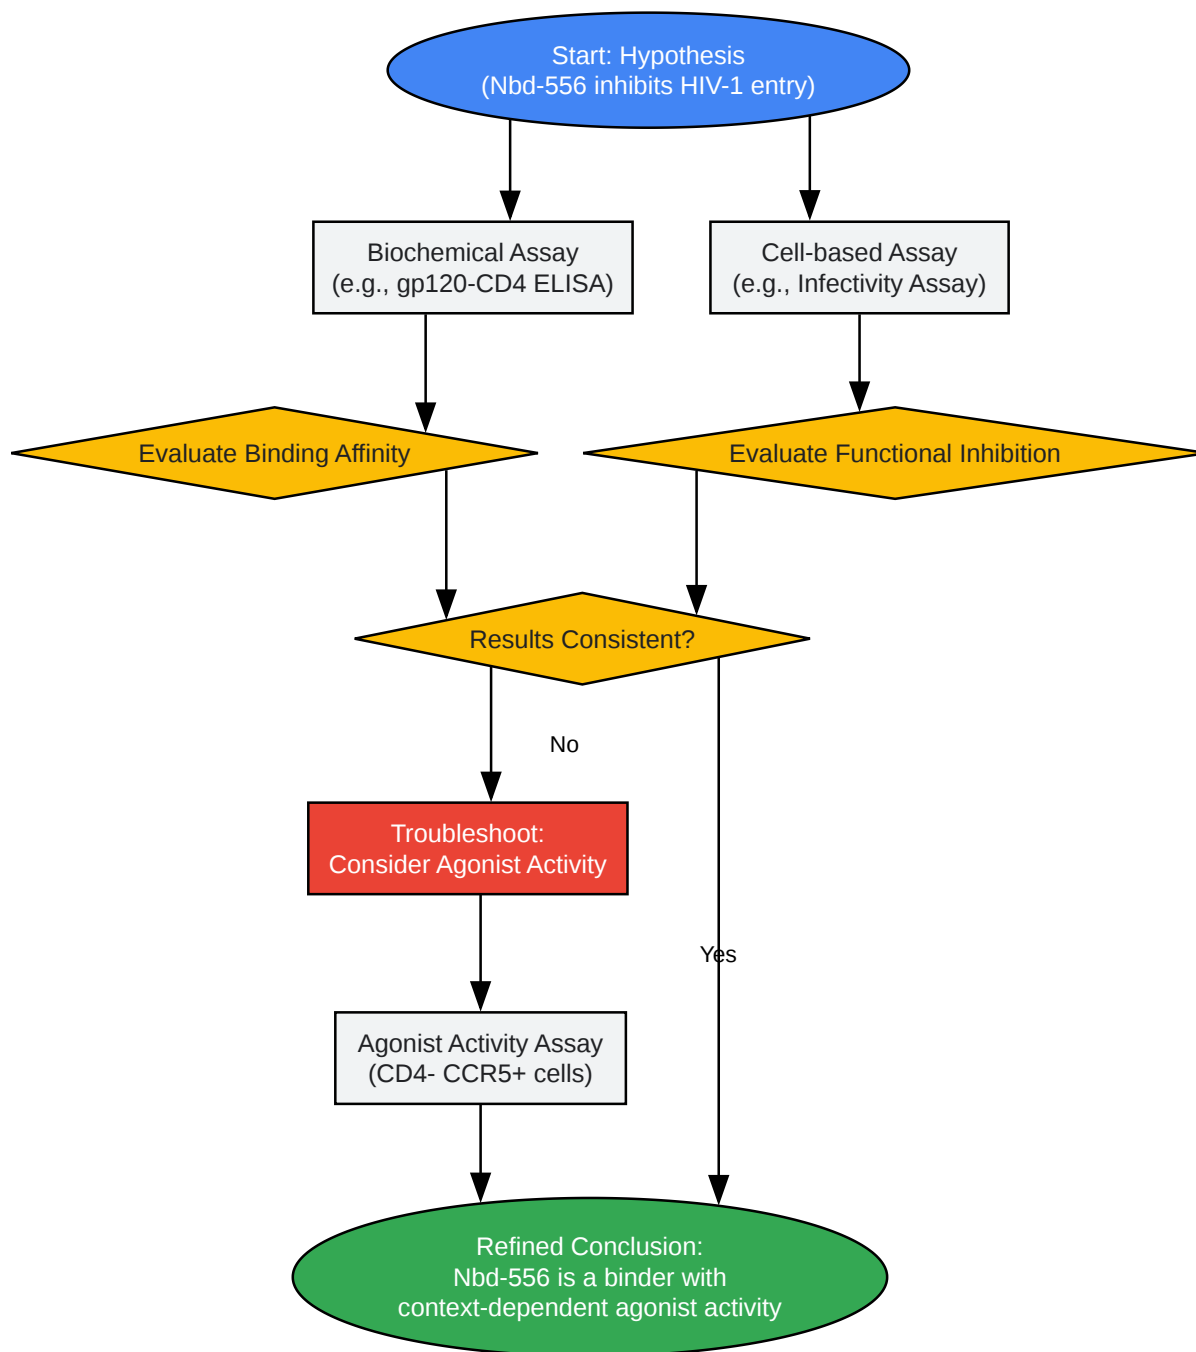 Start: Hypothesis
(Nbd-556 inhibits HIV-1 entry)
Biochemical Assay
(e.g., gp120-CD4 ELISA)
Cell-based Assay
(e.g., Infectivity Assay)
Evaluate Binding Affinity
Evaluate Functional Inhibition
Results Consistent?
No
Troubleshoot:
Consider Agonist Activity
Yes
Agonist Activity Assay
(CD4- CCR5+ cells)
Refined Conclusion:
Nbd-556 is a binder with
context-dependent agonist activity